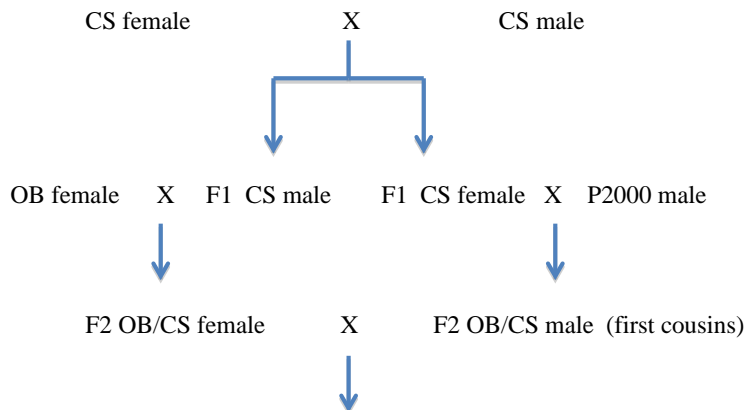 CS female X CS male
OB female X F1 CS male F1 CS female X P2000 male
F2 OB/CS female X F2 OB/CS male (first cousins)